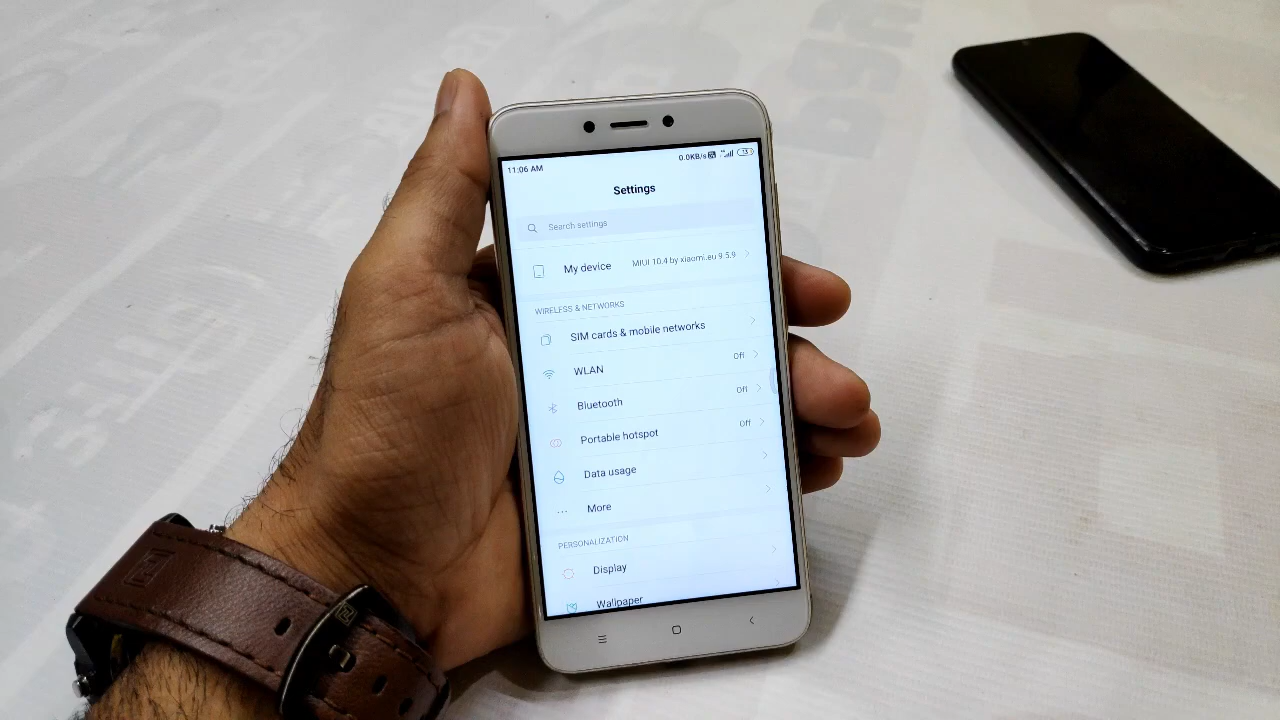 11:06 AM 0.0KB/s 13
Settings
Search settings
My device MIUI 10.4 by xiaomi.eu 9.5.9
WIRELESS & NETWORKS
SIM cards & mobile networks
WLAN Off
Bluetooth Off
Portable hotspot Off
Data usage
More
PERSONALIZATION
Display
Wallpaper